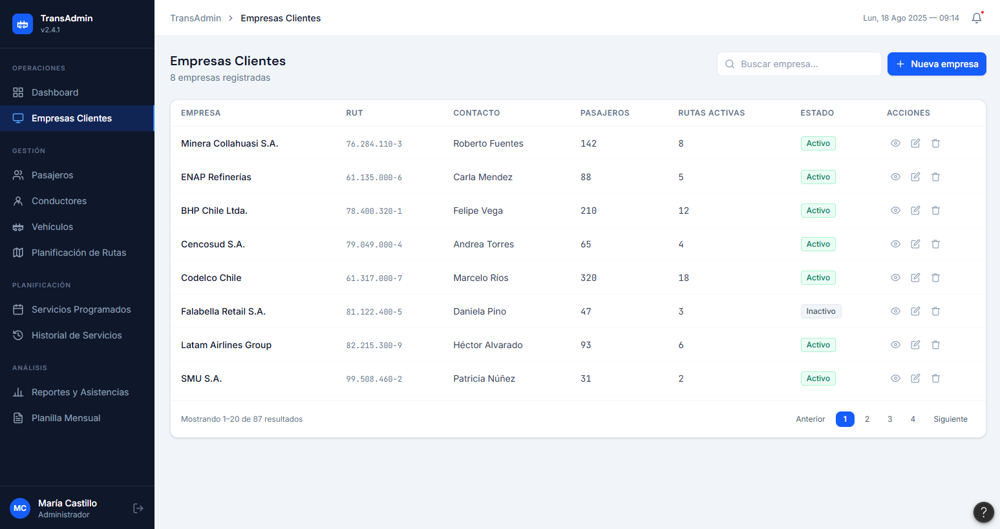 TransAdmin
v2.4.1
OPERACIONES
Dashboard
Empresas Clientes
GESTIÓN
Pasajeros
Conductores
Vehículos
Planificación de Rutas
PLANIFICACIÓN
Servicios Programados
Historial de Servicios
ANÁLISIS
Reportes y Asistencias
Planilla Mensual
MC
María Castillo
Administrador
TransAdmin > Empresas Clientes
Lun, 18 Ago 2025 — 09:14
Empresas Clientes
8 empresas registradas
Buscar empresa...
+ Nueva empresa
EMPRESA RUT CONTACTO PASAJEROS RUTAS ACTIVAS ESTADO ACCIONES
Minera Collahuasi S.A. 76.284.110-3 Roberto Fuentes 142 8 Activo
ENAP Refinerías 61.135.000-6 Carla Mendez 88 5 Activo
BHP Chile Ltda. 78.400.320-1 Felipe Vega 210 12 Activo
Cencosud S.A. 79.049.000-4 Andrea Torres 65 4 Activo
Codelco Chile 61.317.000-7 Marcelo Ríos 320 18 Activo
Falabella Retail S.A. 81.122.400-5 Daniela Pino 47 3 Inactivo
Latam Airlines Group 82.215.300-9 Héctor Alvarado 93 6 Activo
SMU S.A. 99.508.460-2 Patricia Núñez 31 2 Activo
Mostrando 1–20 de 87 resultados
Anterior 1 2 3 4 Siguiente
?